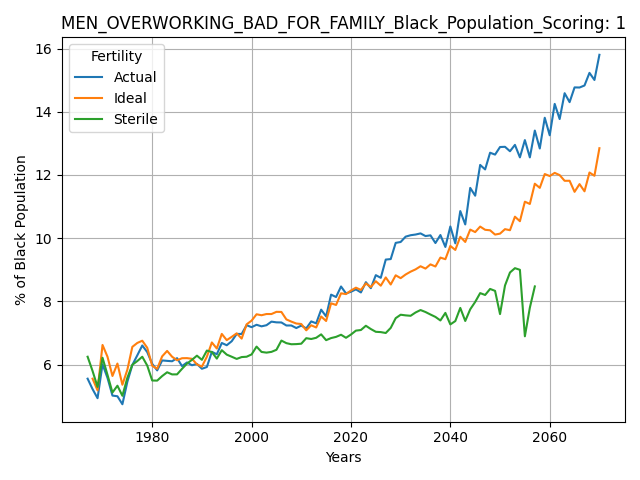 MEN_OVERWORKING_BAD_FOR_FAMILY_Black_Population_Scoring: 1
Fertility
Actual
Ideal
Sterile
% of Black Population
16
14
12
10
8
6
1980
2000
2020
2040
2060
Years